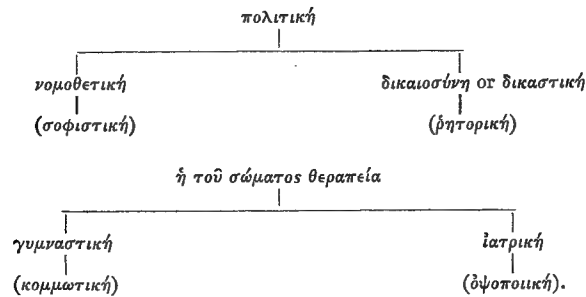 πολιτική
νομοθετική δικαιοσύνη or δικαστική
(σοφιστική) (ῥητορική)
ἡ τοῦ σώματος θεραπεία
γυμναστική ἰατρική
(κομμωτική) (ὀψοποιική).